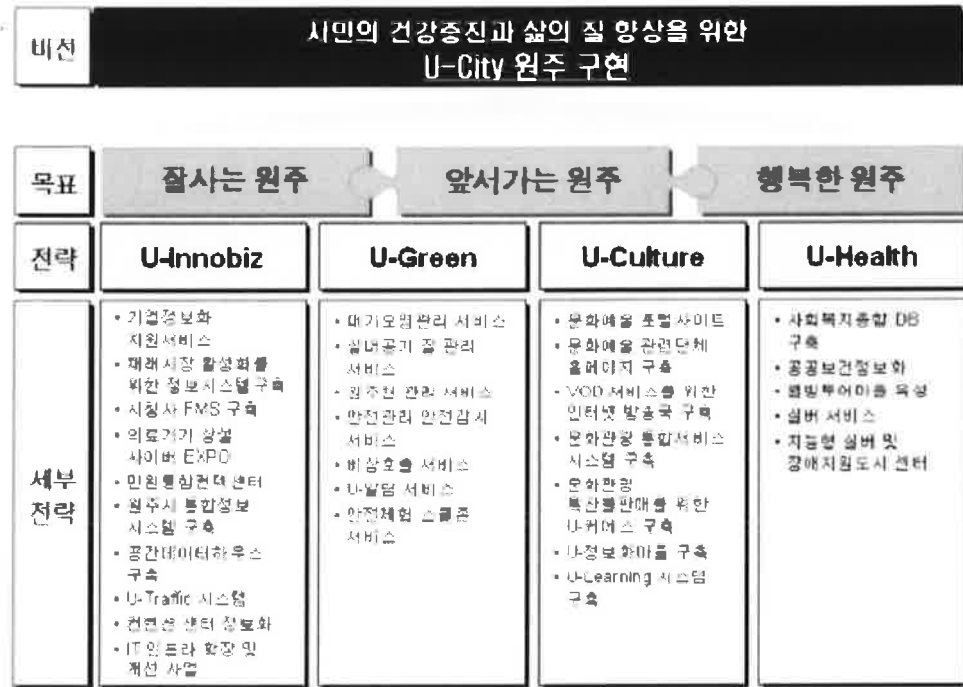 비전
시민의 건강증진과 삶의 질 향상을 위한
U-City 원주 구현
목표
잘사는 원주
앞서가는 원주
행복한 원주
전략
U-Innobiz
U-Green
U-Culture
U-Health
세부
전략
• 기업정보화
지원서비스
• 재래시장 활성화를
위한 정보시스템 구축
• 시청사 FMS 구축
• 의료기기 상설
사이버 EXPO
• 민원통합컨택센터
• 원주시 통합정보
시스템 구축
• 공간데이터하우스
구축
• U-Traffic 시스템
• 컨벤션 센터 정보화
• IT인프라 확장 및
개선 사업
• 대기오염관리 서비스
• 실내공기 질 관리
서비스
• 원주천 관리 서비스
• 안전관리 안전감시
서비스
• 비상호출 서비스
• U-알림 서비스
• 안전체험 스쿨존
서비스
• 문화예술 포털사이트
• 문화예술 관련단체
홈페이지 구축
• VOD 서비스를 위한
인터넷 방송국 구축
• 문화관광 통합서비스
시스템 구축
• 문화관광
특산물판매를 위한
U-커머스 구축
• U-정보화마을 구축
• U-Learning 시스템
구축
• 사회복지종합 DB
구축
• 공공보건정보화
• 웰빙투어마을 육성
• 실버 서비스
• 지능형 실버 및
장애지원도시 센터